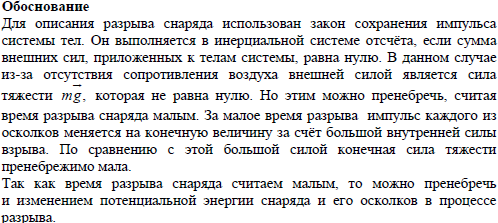 Обоснование
Для описания разрыва снаряда использован закон сохранения импульса
системы тел. Он выполняется в инерциальной системе отсчёта, если сумма
внешних сил, приложенных к телам системы, равна нулю. В данном случае
из-за отсутствия сопротивления воздуха внешней силой является сила
тяжести mg⃗, которая не равна нулю. Но этим можно пренебречь, считая
время разрыва снаряда малым. За малое время разрыва импульс каждого из
осколков меняется на конечную величину за счёт большой внутренней силы
взрыва. По сравнению с этой большой силой конечная сила тяжести
пренебрежимо мала.
Так как время разрыва снаряда считаем малым, то можно пренебречь
и изменением потенциальной энергии снаряда и его осколков в процессе
разрыва.